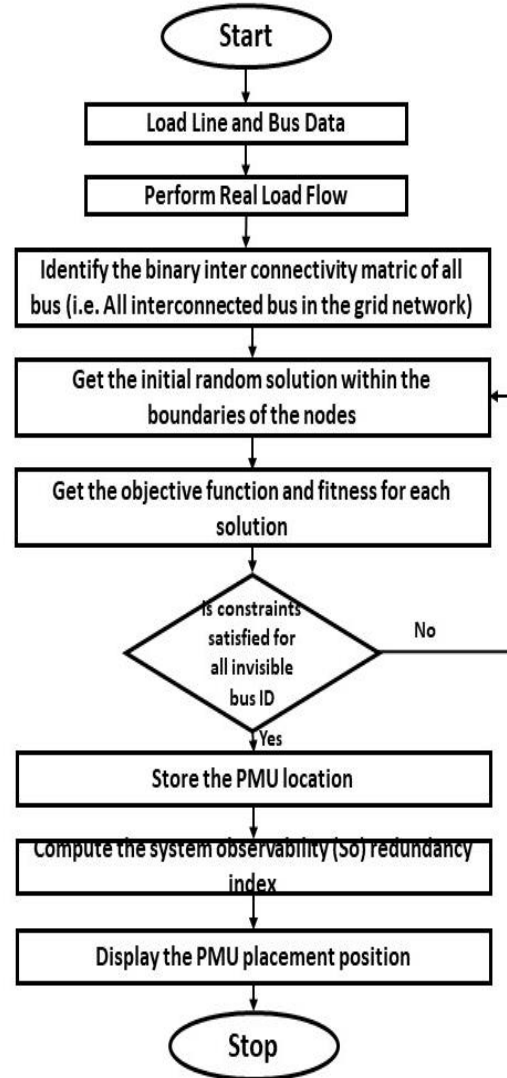 Start
Load Line and Bus Data
Perform Real Load Flow
Identify the binary inter connectivity matric of all
bus (i.e. All interconnected bus in the grid network)
Get the initial random solution within the
boundaries of the nodes
Get the objective function and fitness for each
solution
Is constraints
satisfied for
all invisible
bus ID
No
Yes
Store the PMU location
Compute the system observability (So) redundancy
index
Display the PMU placement position
Stop